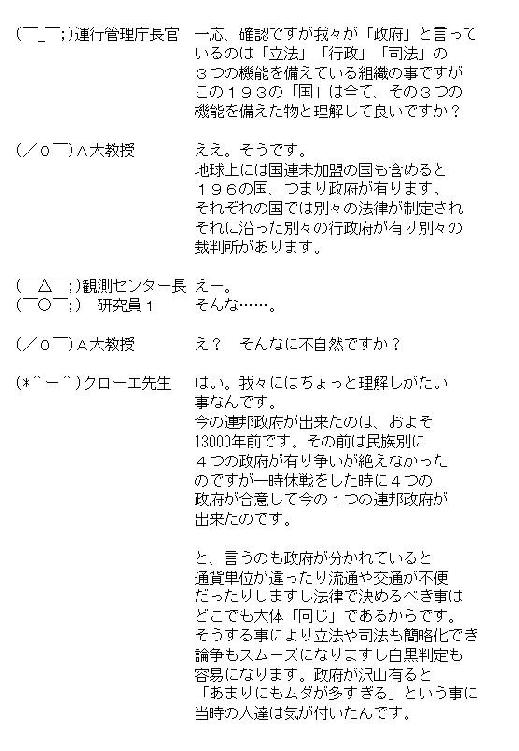 (￣_￣;)運行管理庁長官　一応、確認ですが我々が「政府」と言って
いるのは「立法」「行政」「司法」の
３つの機能を備えている組織の事ですが
この１９３の「国」は全て、その３つの
機能を備えた物と理解して良いですか？
(／０￣)∧大教授　ええ。そうです。
地球上には国連未加盟の国も含めると
１９６の国、つまり政府が有ります、
それぞれの国では別々の法律が制定され
それに沿った別々の行政府が有り別々の
裁判所があります。
(　△　;)観測センター長　えー。
(￣○￣;)　研究員１　そんな……。
(／０￣)∧大教授　え？　そんなに不自然ですか？
(*＾ー＾)クローエ先生　はい。我々にはちょっと理解しがたい
事なんです。
今の連邦政府が出来たのは、およそ
13000年前です。その前は民族別に
４つの政府が有り争いが絶えなかった
のですが一時休戦をした時に４つの
政府が合意して今の１つの連邦政府が
出来たのです。
と、言うのも政府が分かれていると
通貨単位が違ったり流通や交通が不便
だったりしますし法律で決めるべき事は
どこでも大体「同じ」であるからです。
そうする事により立法や司法も簡略化でき
論争もスムーズになりますし白黒判定も
容易になります。政府が沢山有ると
「あまりにもムダが多すぎる」という事に
当時の人達は気が付いたんです。